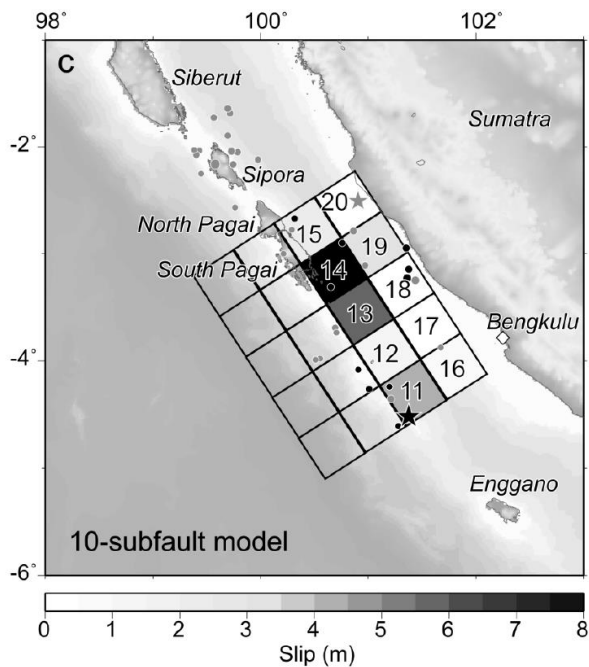 98° 100° 102°
C
Siberut
Sumatra
-2°
Sipora
20
North Pagai
15
19
South Pagai
14
18
13
17
Bengkulu
-4°
12
16
11
Enggano
10-subfault model
-6°
0 1 2 3 4 5 6 7 8
Slip (m)